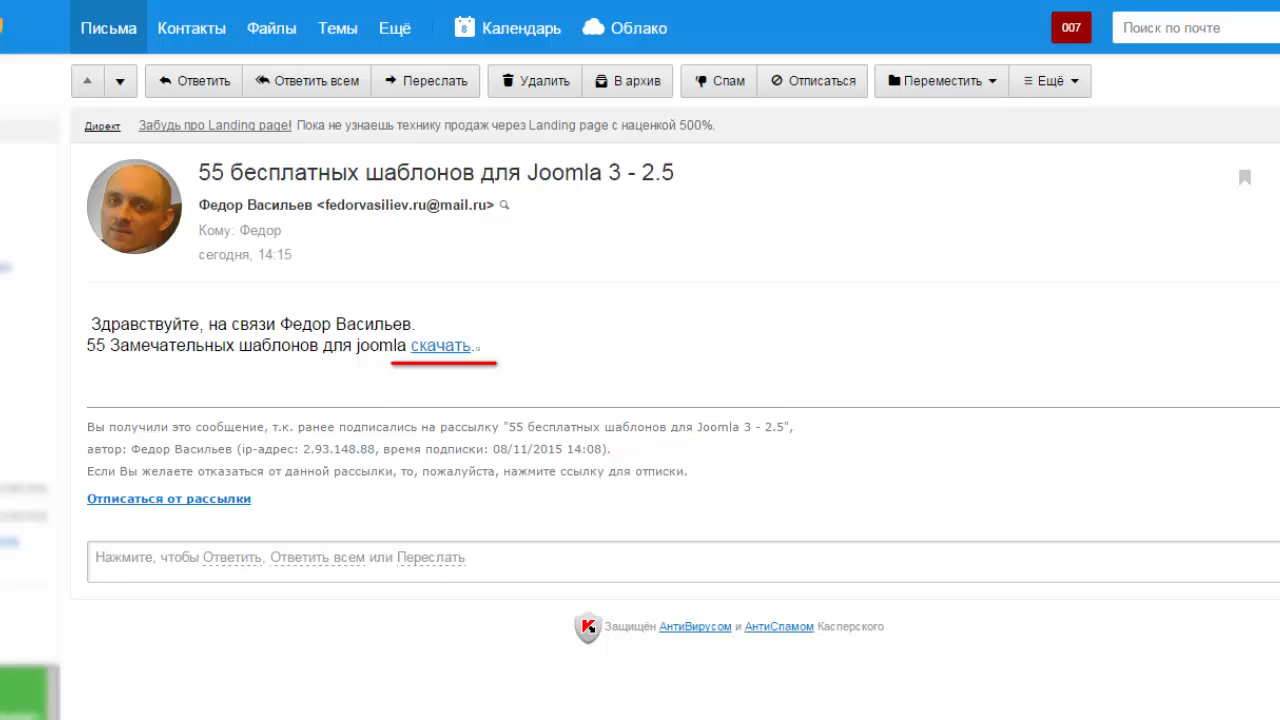 Письма Контакты Файлы Темы Ещё 8 Календарь Облако 007 Поиск по почте
Ответить Ответить всем Переслать Удалить В архив Спам Отписаться Переместить Ещё
Директ Забудь про Landing page! Пока не узнаешь технику продаж через Landing page с наценкой 500%.
55 бесплатных шаблонов для Joomla 3 - 2.5
Федор Васильев <fedorvasiliev.ru@mail.ru>
Кому: Федор
сегодня, 14:15
Здравствуйте, на связи Федор Васильев.
55 Замечательных шаблонов для joomla скачать.
Вы получили это сообщение, т.к. ранее подписались на рассылку "55 бесплатных шаблонов для Joomla 3 - 2.5",
автор: Федор Васильев (ip-адрес: 2.93.148.88, время подписки: 08/11/2015 14:08).
Если Вы желаете отказаться от данной рассылки, то, пожалуйста, нажмите ссылку для отписки.
Отписаться от рассылки
Нажмите, чтобы Ответить, Ответить всем или Переслать
Защищён АнтиВирусом и АнтиСпамом Касперского